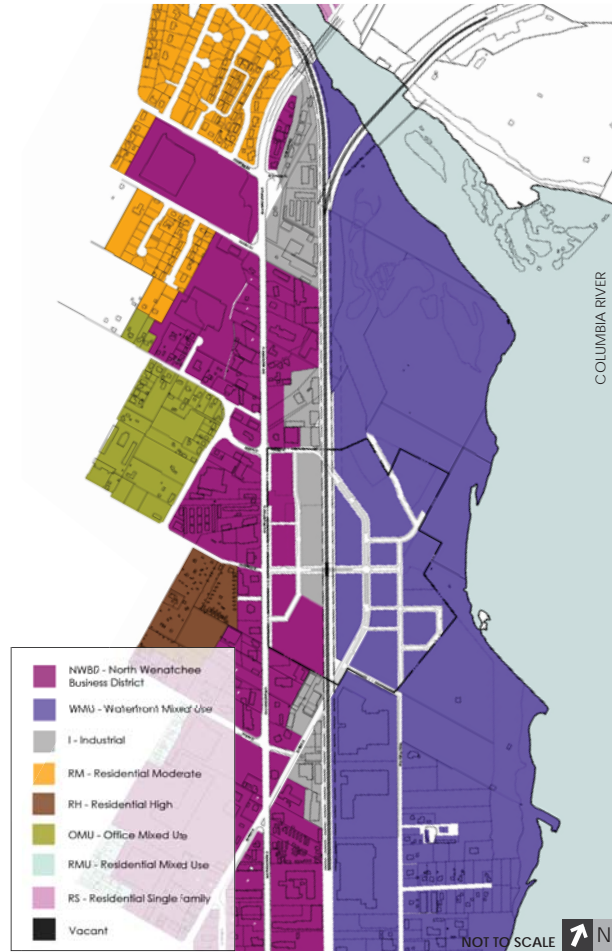 COLUMBIA RIVER
NWBD - North Wenatchee
Business District
WMU - Waterfront Mixed Use
I - Industrial
RM - Residential Moderate
RH - Residential High
OMU - Office Mixed Use
RMU - Residential Mixed Use
RS - Residential Single Family
Vacant
NOT TO SCALE
N